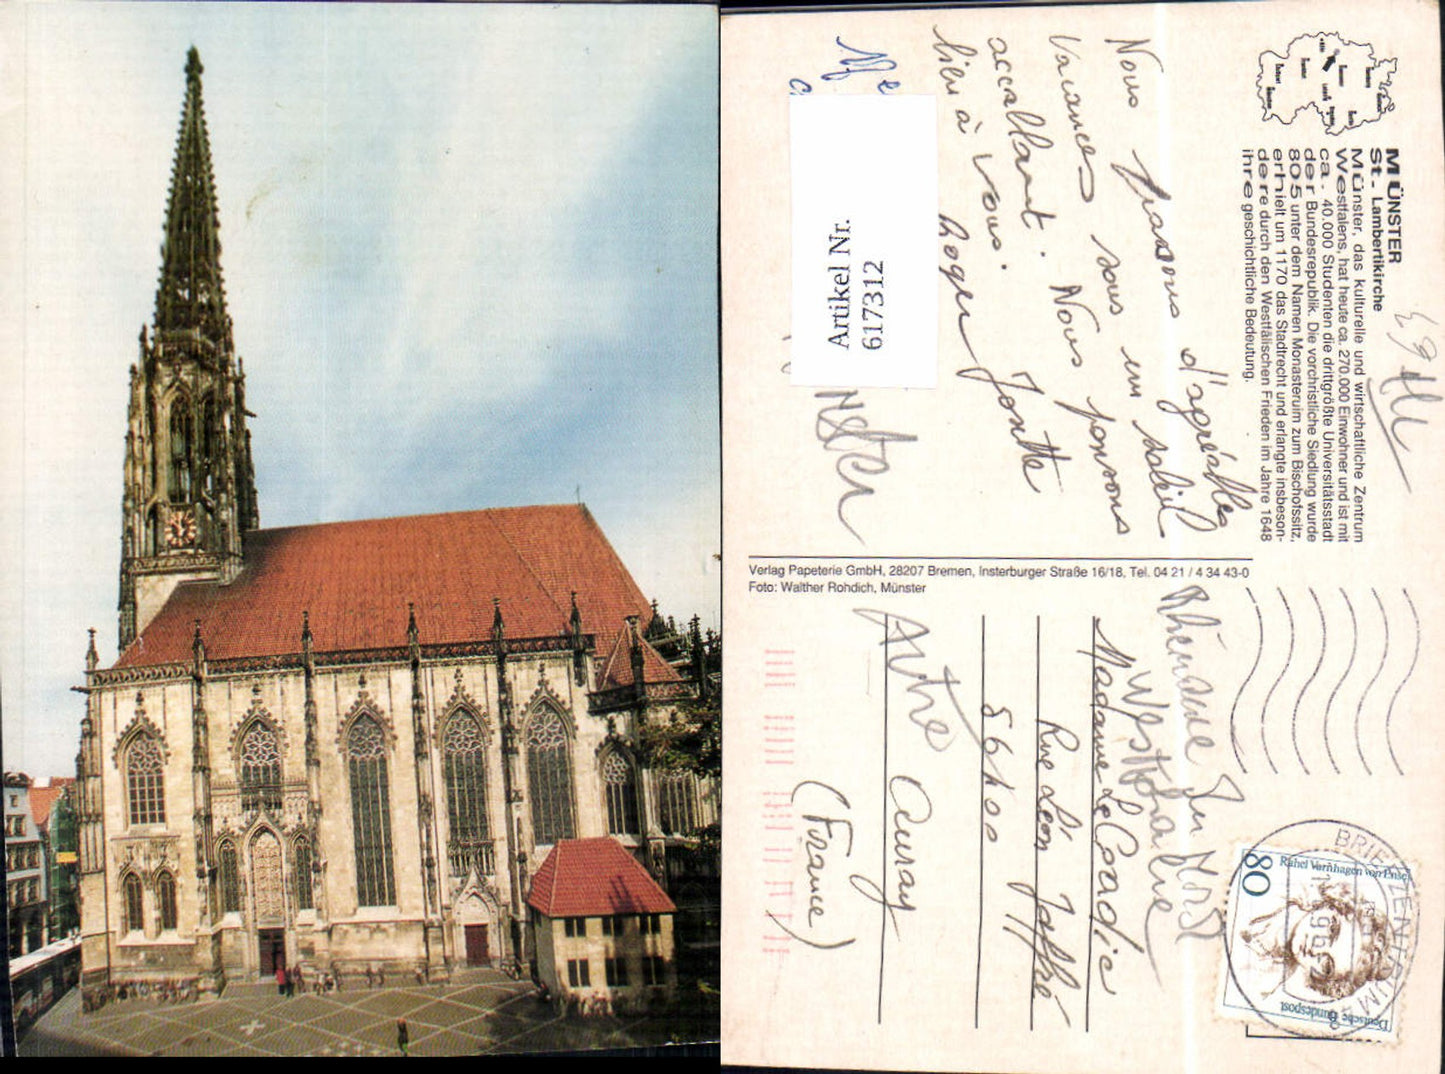 MÜNSTER
St. Lambertikirche
Münster, das kulturelle und wirtschaftliche Zentrum
Westfalens, hat heute ca. 270.000 Einwohner und ist mit
ca. 40.000 Studenten die drittgrößte Universitätsstadt
der Bundesrepublik. Die vorchristliche Siedlung wurde
805 unter dem Namen Monasteruim zum Bischofssitz,
erhielt um 1170 das Stadtrecht und erlangte insbeson-
dere durch den Westfälischen Frieden im Jahre 1648
ihre geschichtliche Bedeutung.
Nous passons d'agréables
vacances sous un soleil
accablant. Nous pensons
bien à vous.
Roger Josette
Artikel Nr.
617312
Verlag Papeterie GmbH, 28207 Bremen, Insterburger Straße 16/18, Tel. 04 21 / 4 34 43-0
Foto: Walther Rohdich, Münster
80
Rahel Varnhagen von Ense
Deutsche Bundespost
BRIEFZENTRUM
Madame Le
Rue Léon
56400
Auray
(France)